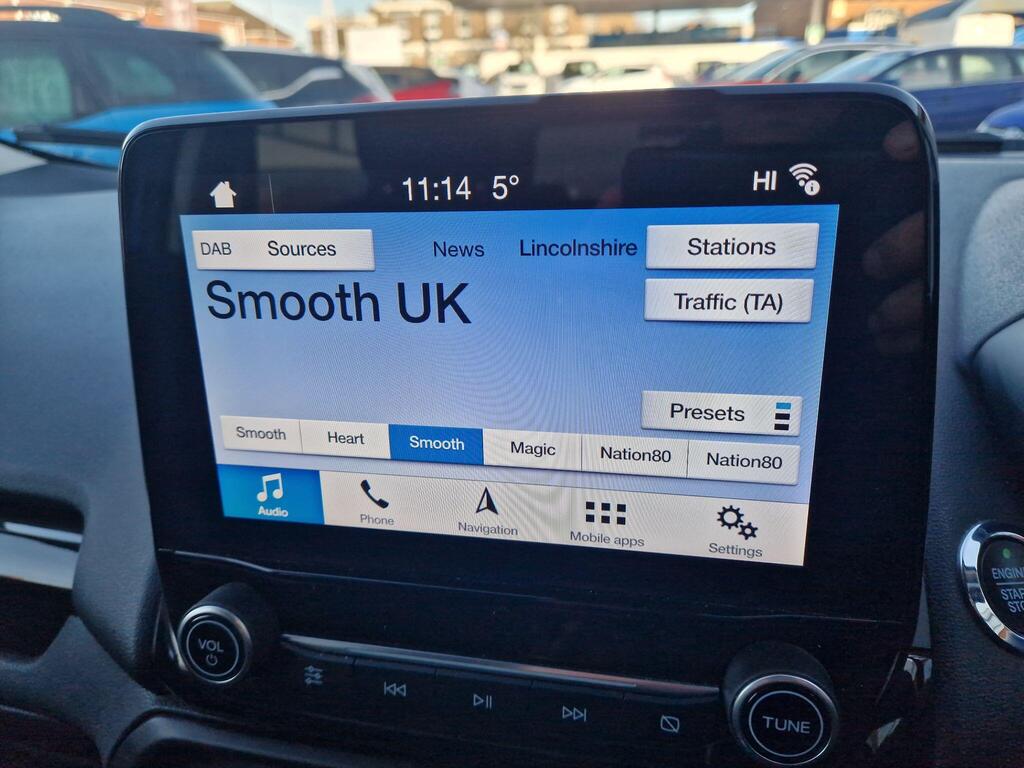 11:14 5° HI
DAB Sources News Lincolnshire Stations
Smooth UK
Traffic (TA)
Presets
Smooth Heart Smooth Magic Nation80 Nation80
Audio Phone Navigation Mobile apps Settings
VOL
TUNE
ENGINE
START
STOP